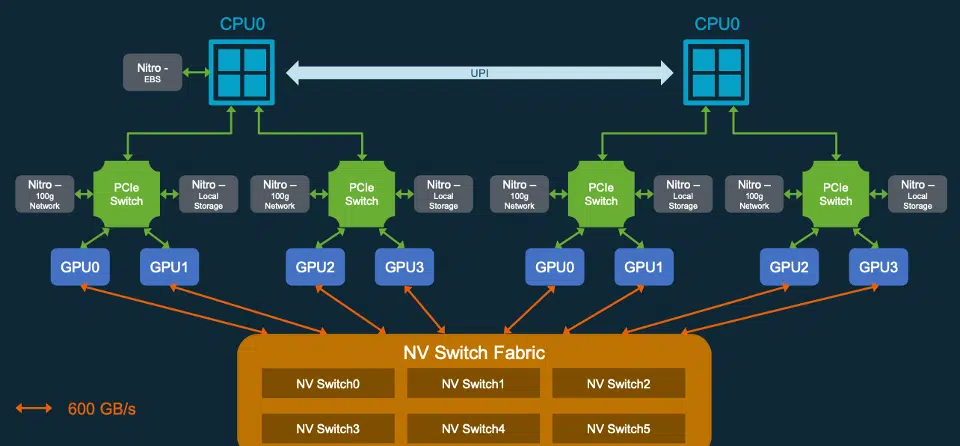 CPU0
CPU0
Nitro -
EBS
UPI
Nitro –
100g
Network
PCIe
Switch
Nitro –
Local
Storage
Nitro –
100g
Network
PCIe
Switch
Nitro –
Local
Storage
Nitro –
100g
Network
PCIe
Switch
Nitro –
Local
Storage
Nitro –
100g
Network
PCIe
Switch
Nitro –
Local
Storage
GPU0
GPU1
GPU2
GPU3
GPU0
GPU1
GPU2
GPU3
NV Switch Fabric
NV Switch0
NV Switch1
NV Switch2
600 GB/s
NV Switch3
NV Switch4
NV Switch5